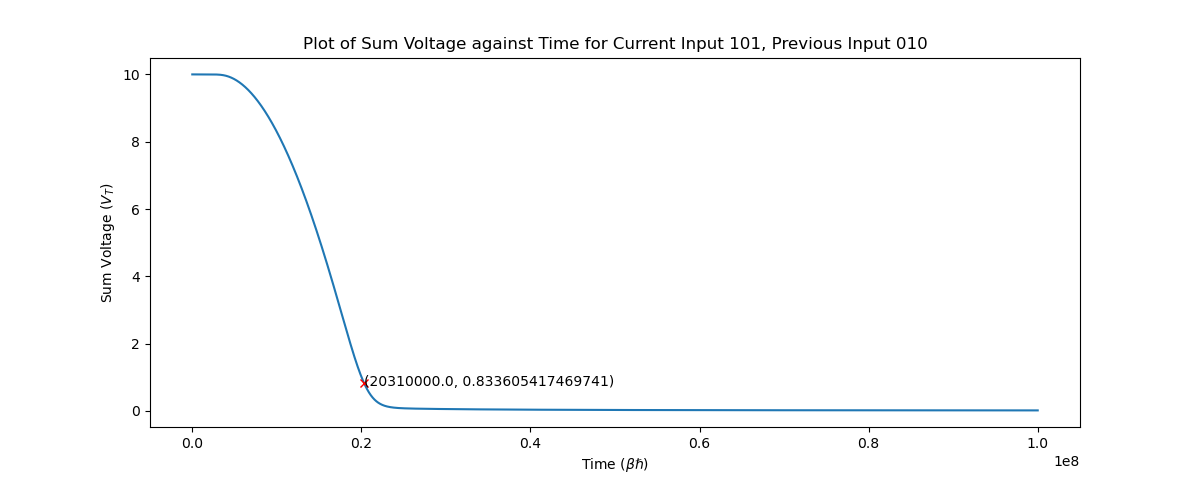 Plot of Sum Voltage against Time for Current Input 101, Previous Input 010
10
8
6
4
2
0
Sum Voltage (V_T)
(20310000.0, 0.833605417469741)
0.0 0.2 0.4 0.6 0.8 1.0
1e8
Time (βℏ)